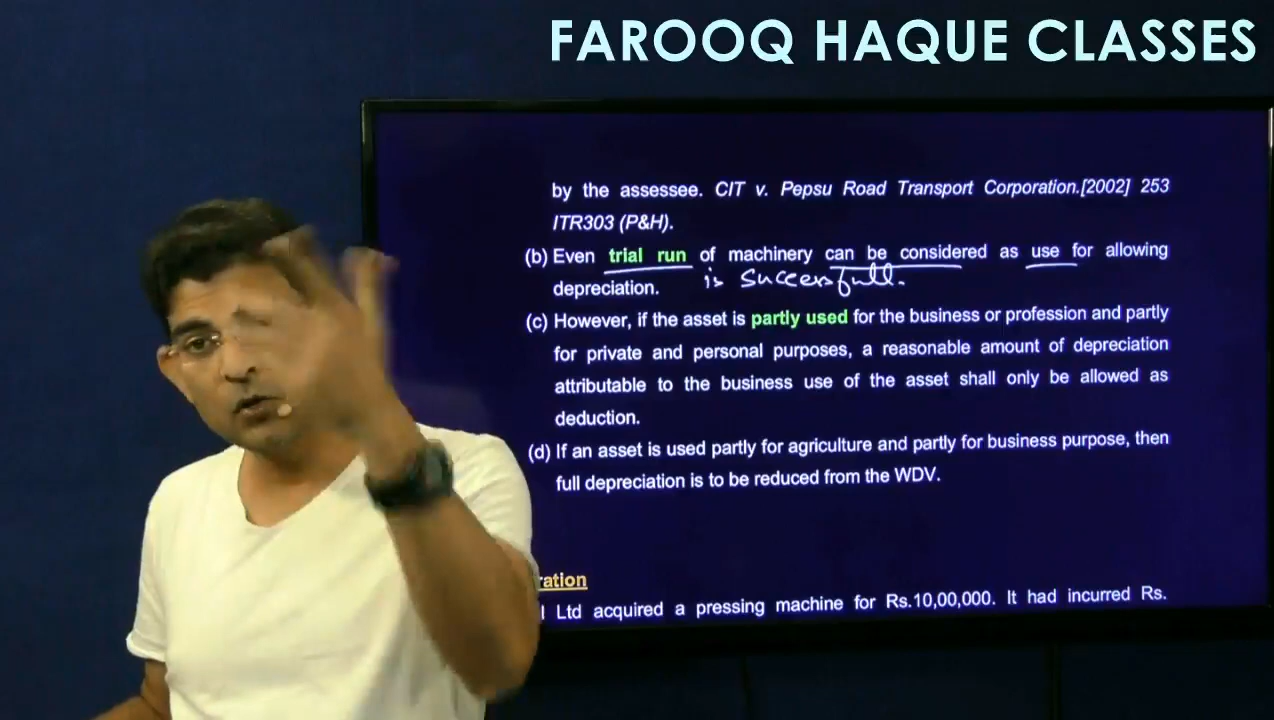 FAROOQ HAQUE CLASSES
by the assessee. CIT v. Pepsu Road Transport Corporation.[2002] 253
ITR303 (P&H).
(b) Even trial run of machinery can be considered as use for allowing
depreciation. is successfull.
(c) However, if the asset is partly used for the business or profession and partly
for private and personal purposes, a reasonable amount of depreciation
attributable to the business use of the asset shall only be allowed as
deduction.
(d) If an asset is used partly for agriculture and partly for business purpose, then
full depreciation is to be reduced from the WDV.
ration
l Ltd acquired a pressing machine for Rs.10,00,000. It had incurred Rs.